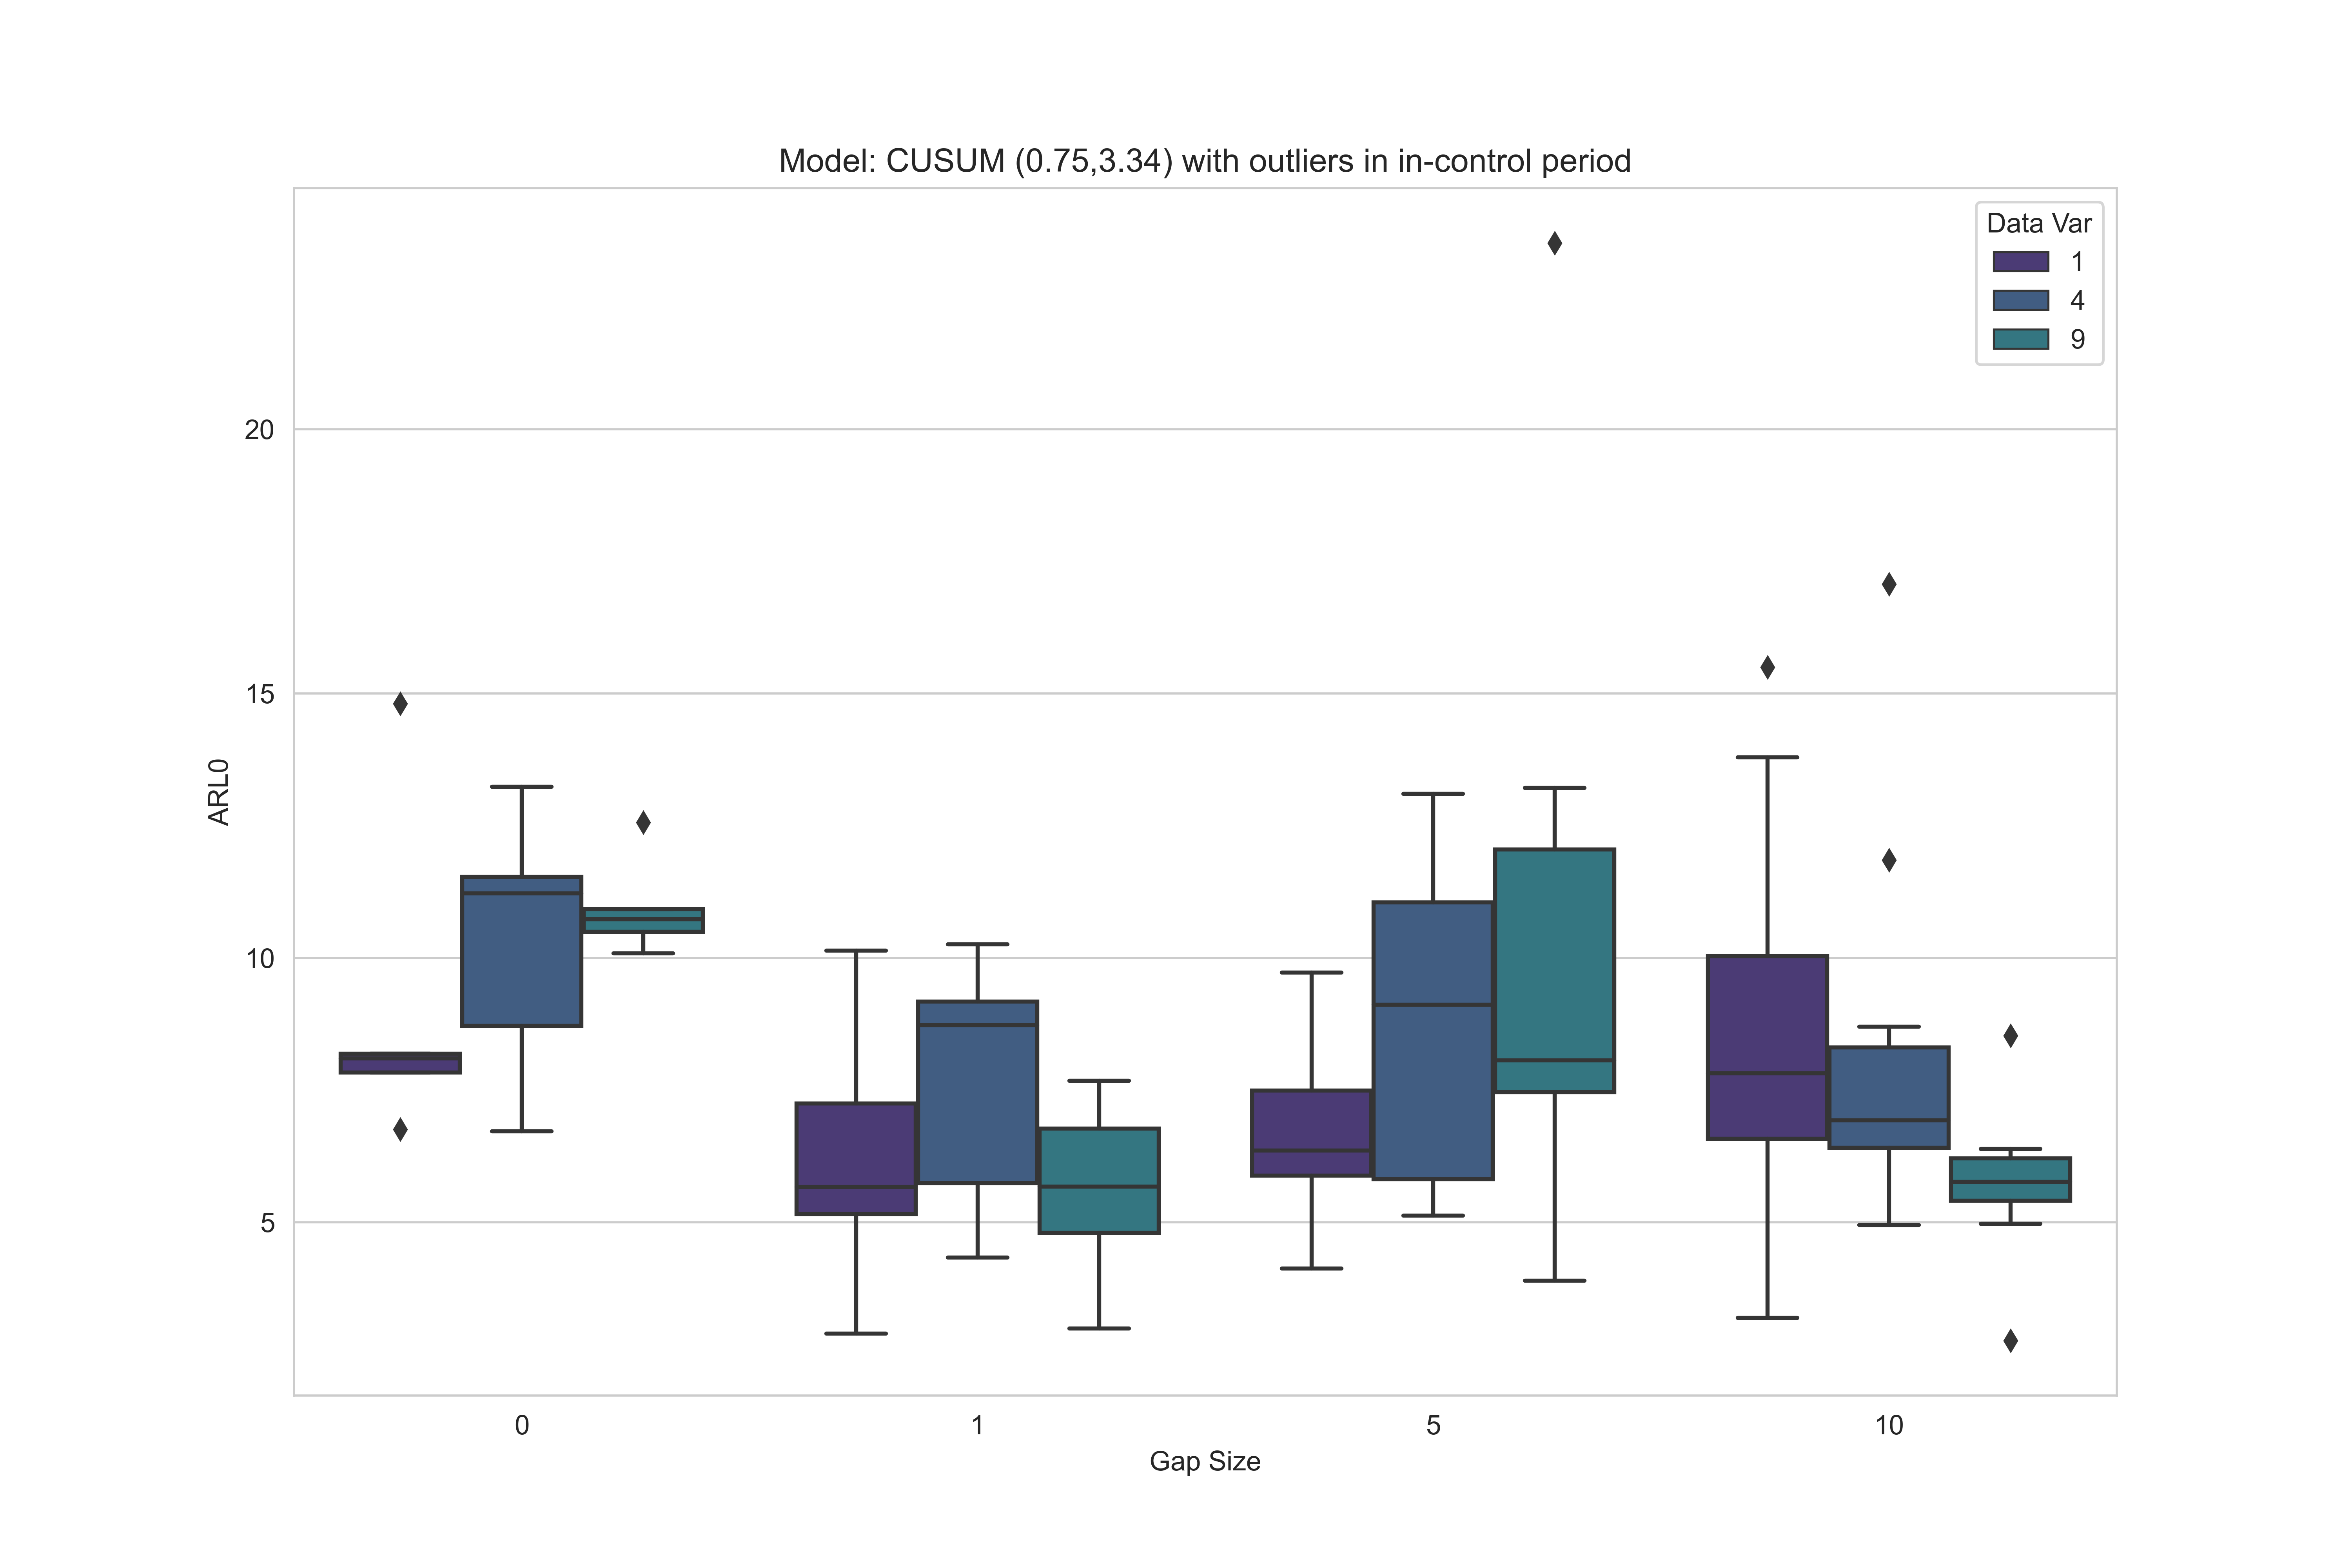 Model: CUSUM (0.75,3.34) with outliers in in-control period
Data Var
1
4
9
20
15
10
5
ARL0
0 1 5 10
Gap Size